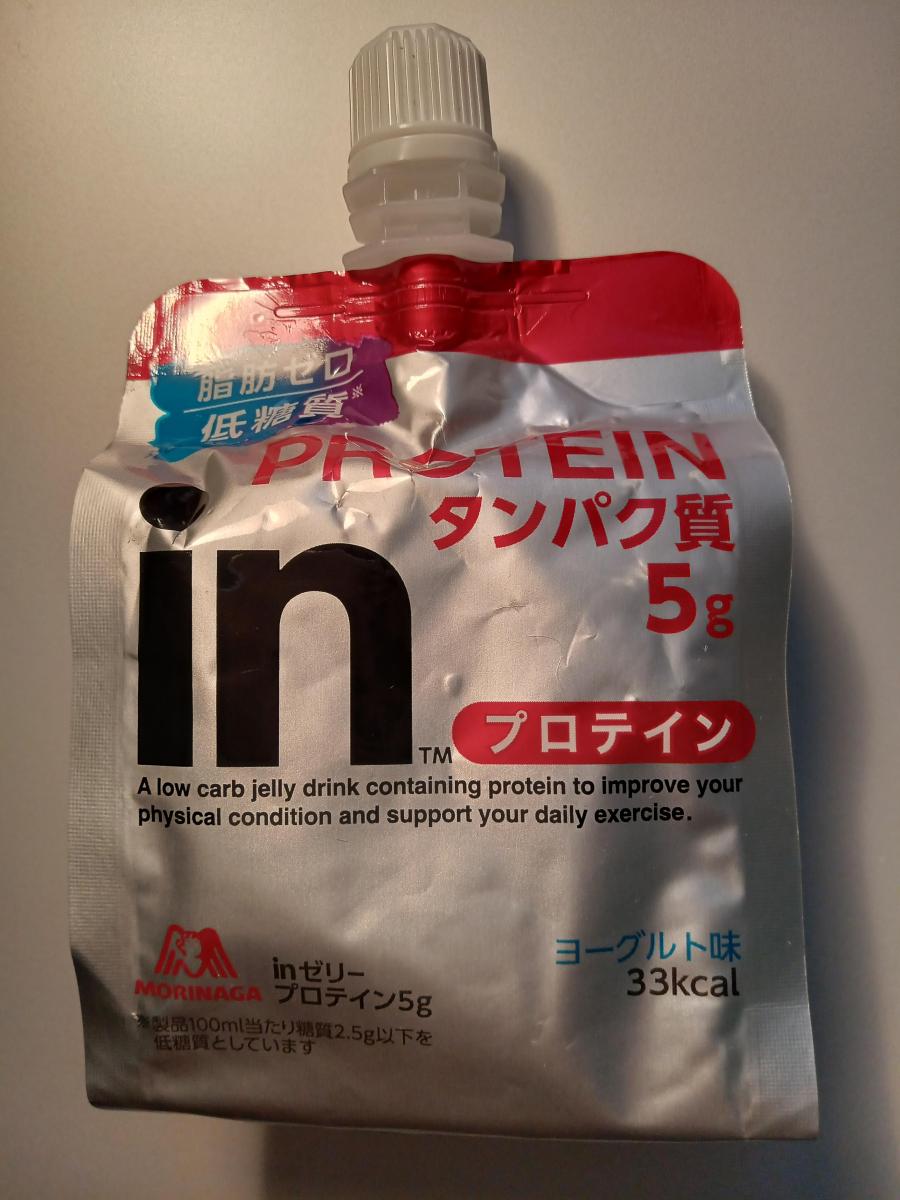 脂肪ゼロ
低糖質※
PROTEIN
タンパク質
5g
in™
プロテイン
A low carb jelly drink containing protein to improve your
physical condition and support your daily exercise.
MORINAGA
inゼリー
プロテイン5g
ヨーグルト味
33kcal
※製品100ml当たり糖質2.5g以下を
低糖質としています